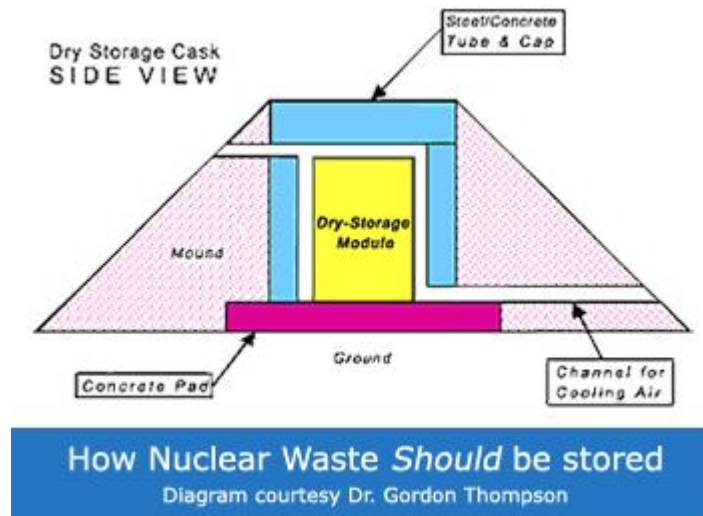 Dry Storage Cask
SIDE VIEW
Steel/Concrete
Tube & Cap
Dry-Storage
Module
Mound
Ground
Concrete Pad
Channel for
Cooling Air
How Nuclear Waste Should be stored
Diagram courtesy Dr. Gordon Thompson